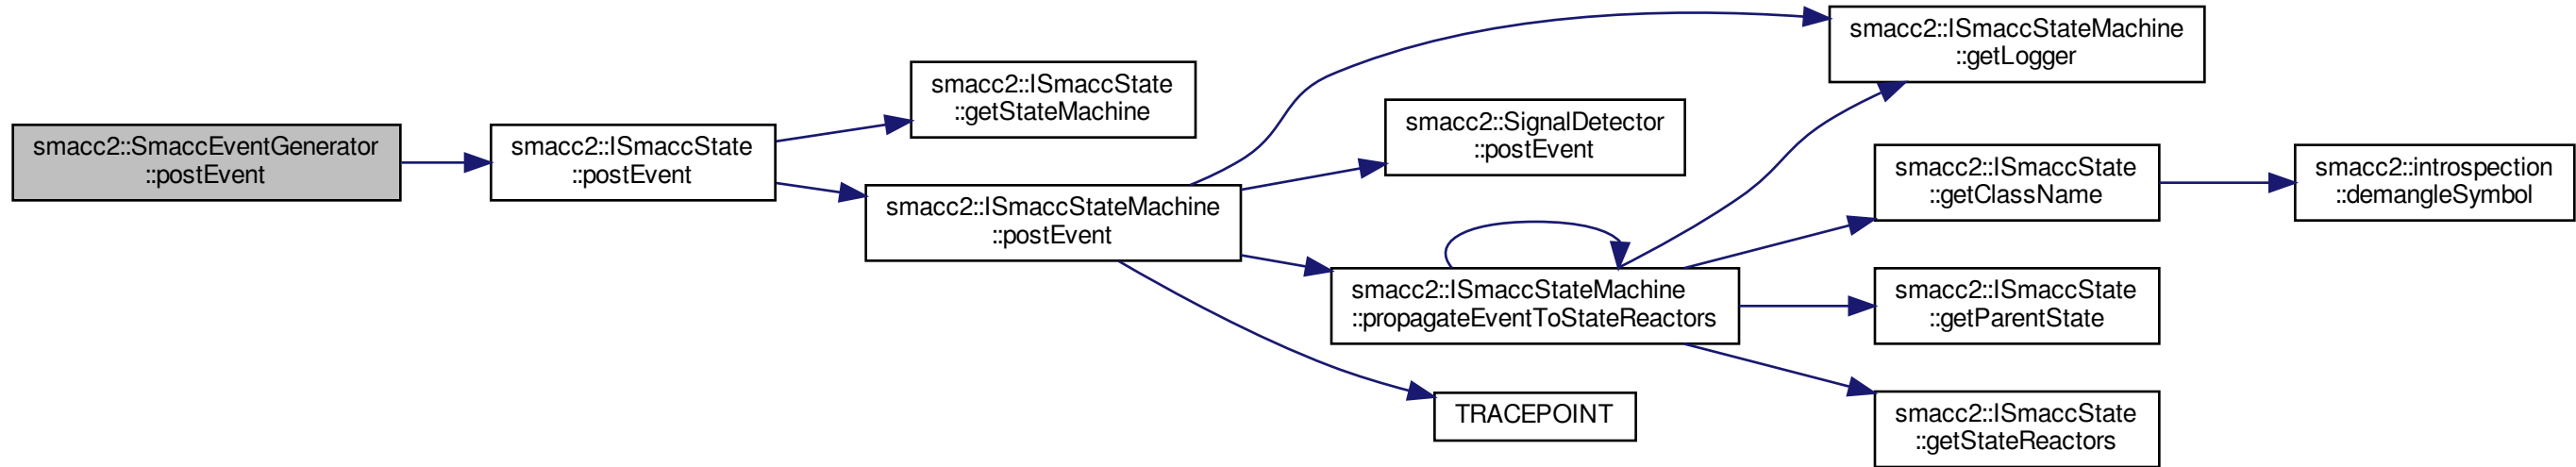 smacc2::SmaccEventGenerator
::postEvent
smacc2::ISmaccState
::postEvent
smacc2::ISmaccState
::getStateMachine
smacc2::ISmaccStateMachine
::postEvent
smacc2::ISmaccStateMachine
::getLogger
smacc2::SignalDetector
::postEvent
smacc2::ISmaccStateMachine
::propagateEventToStateReactors
TRACEPOINT
smacc2::ISmaccState
::getClassName
smacc2::introspection
::demangleSymbol
smacc2::ISmaccState
::getParentState
smacc2::ISmaccState
::getStateReactors